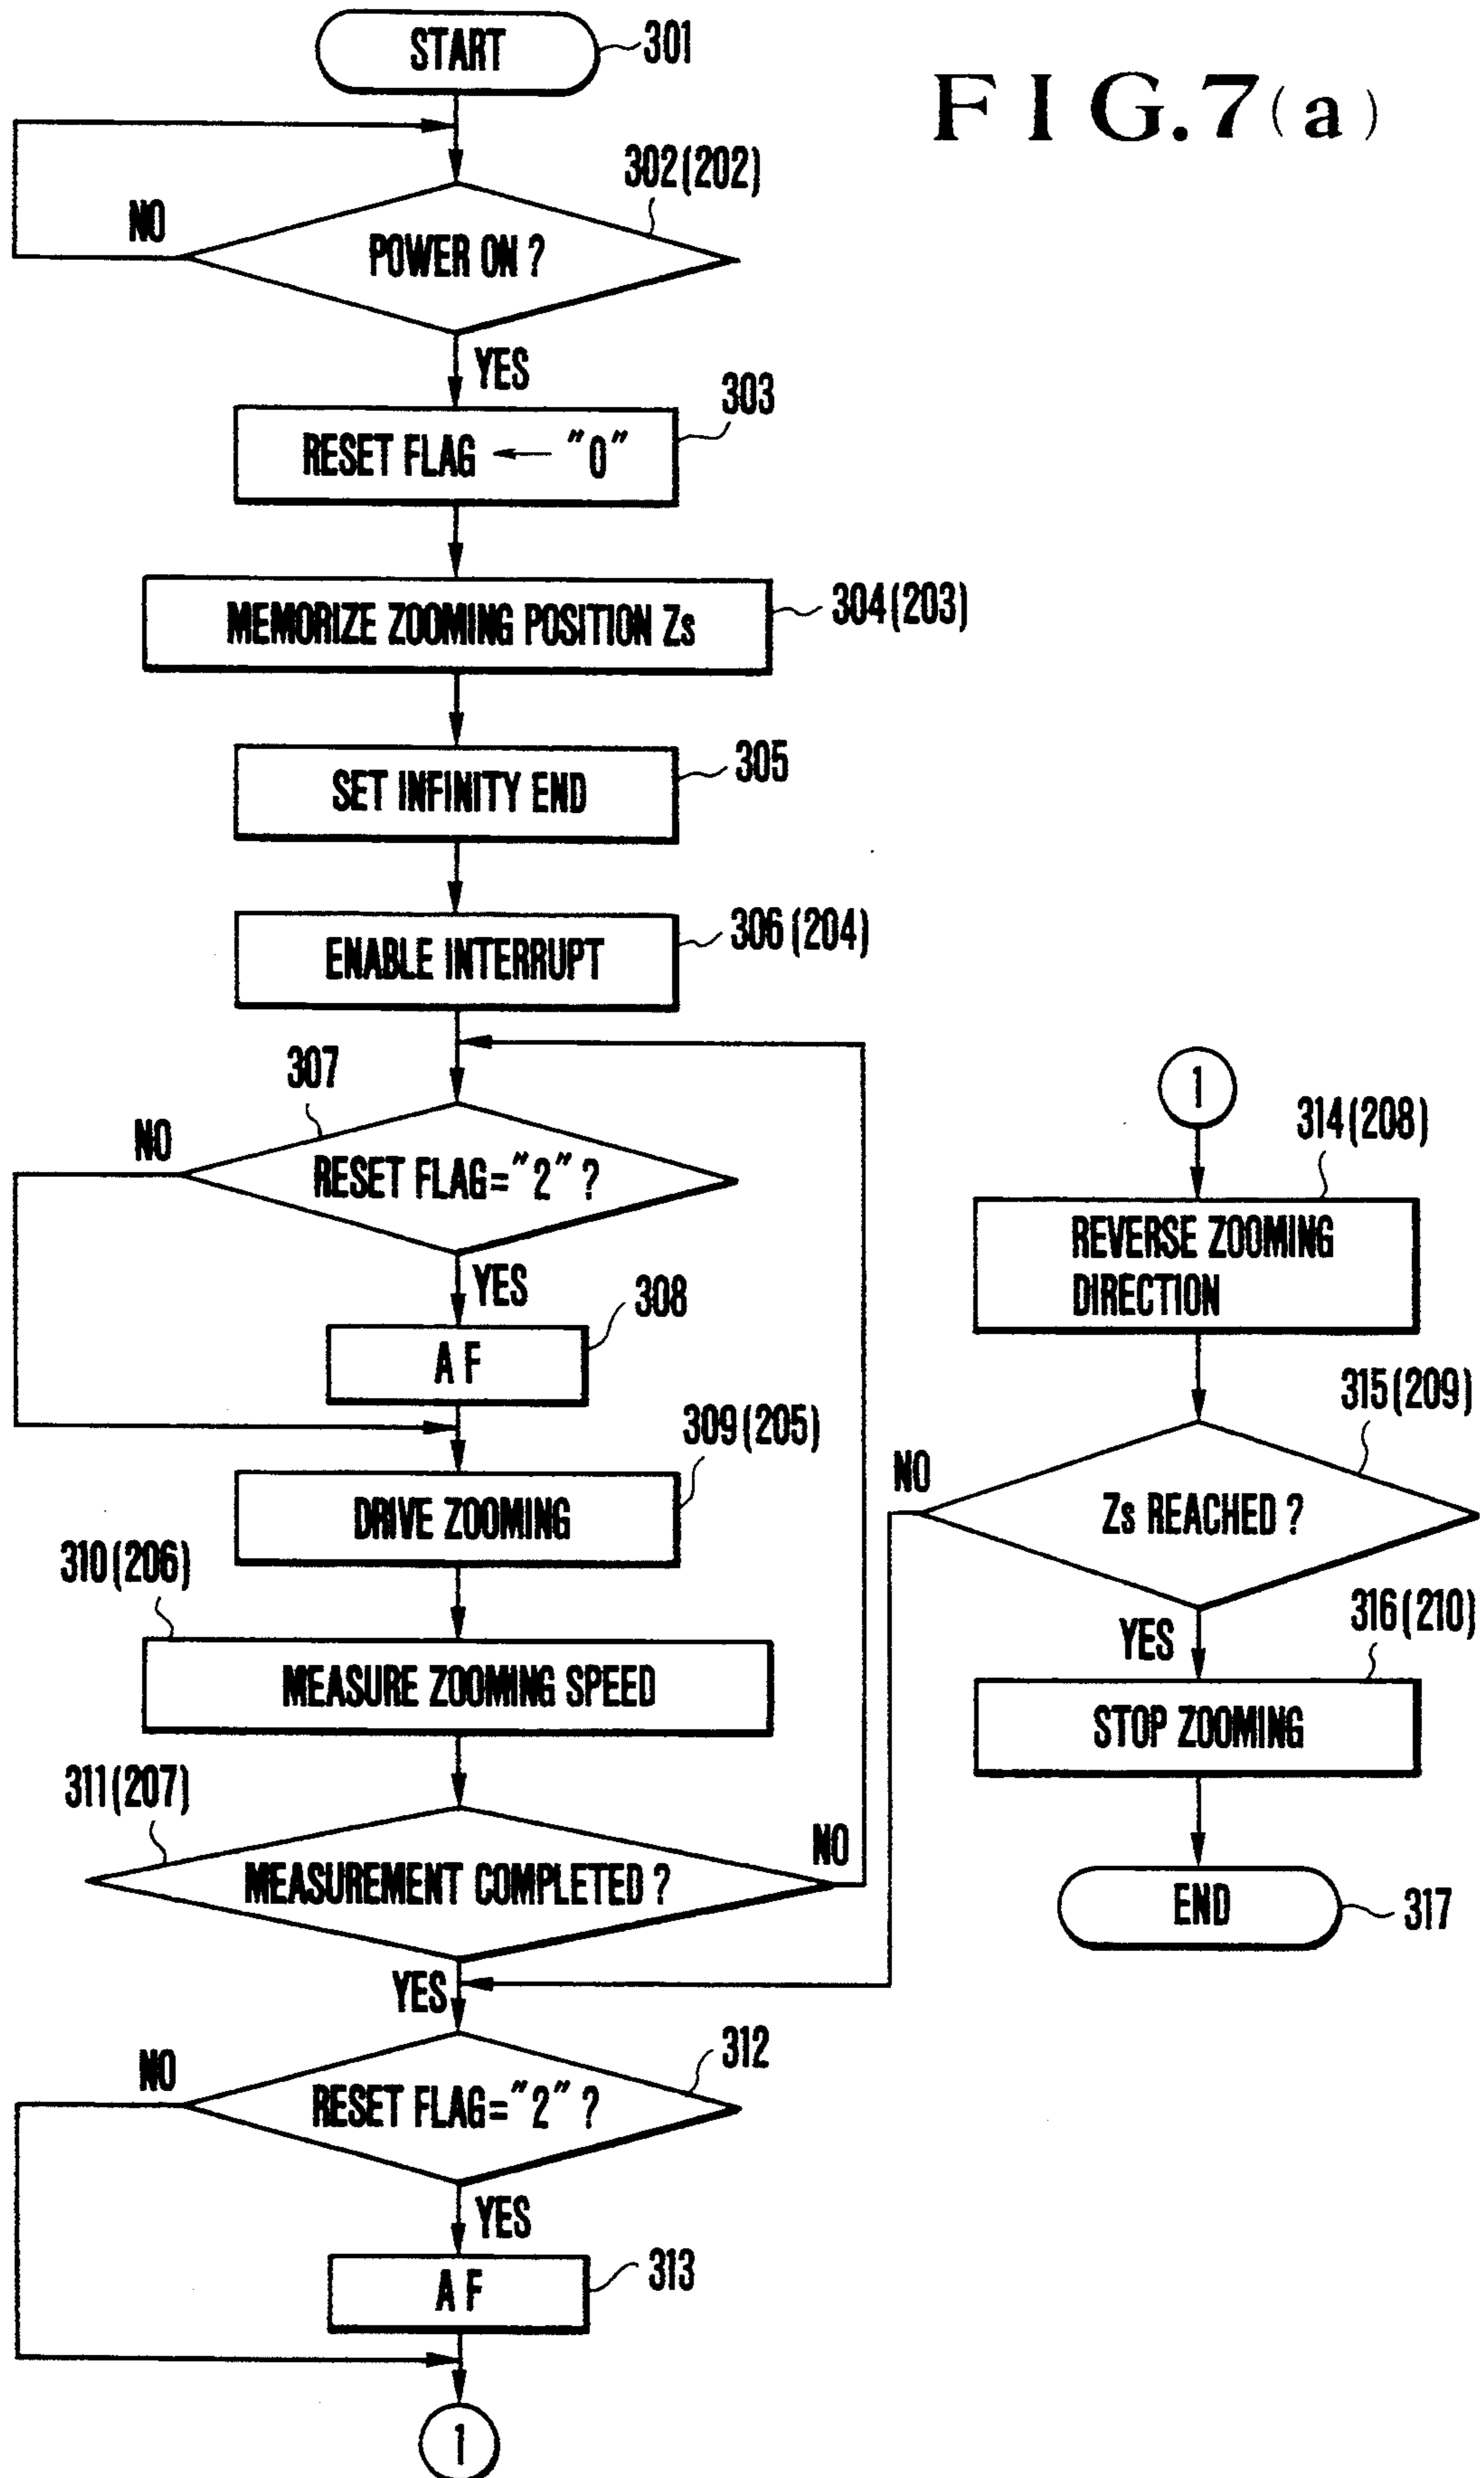 FIG.7(a)
START
301
302(202)
NO
POWER ON ?
YES
303
RESET FLAG ← "0"
MEMORIZE ZOOMING POSITION Zs
304(203)
305
SET INFINITY END
306(204)
ENABLE INTERRUPT
307
NO
RESET FLAG="2" ?
YES
308
AF
309(205)
DRIVE ZOOMING
310(206)
MEASURE ZOOMING SPEED
311(207)
NO
MEASUREMENT COMPLETED ?
YES
312
NO
RESET FLAG="2" ?
YES
313
AF
1
1
314(208)
REVERSE ZOOMING
DIRECTION
315(209)
NO
Zs REACHED ?
YES
316(210)
STOP ZOOMING
END
317